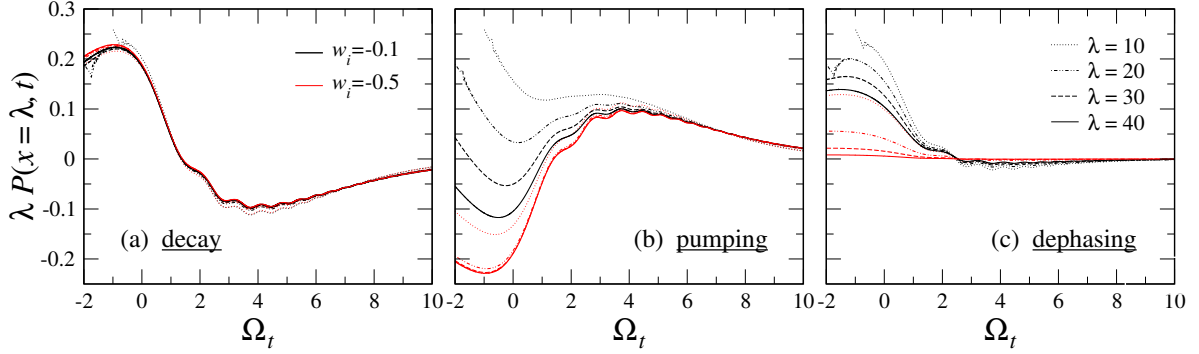 0.3
0.2
0.1
0
-0.1
-0.2
λ P(x = λ, t)
w_i=-0.1
w_i=-0.5
λ = 10
λ = 20
λ = 30
λ = 40
(a) decay
(b) pumping
(c) dephasing
-2 0 2 4 6 8 10
-2 0 2 4 6 8 10
-2 0 2 4 6 8 10
Ω_t
Ω_t
Ω_t